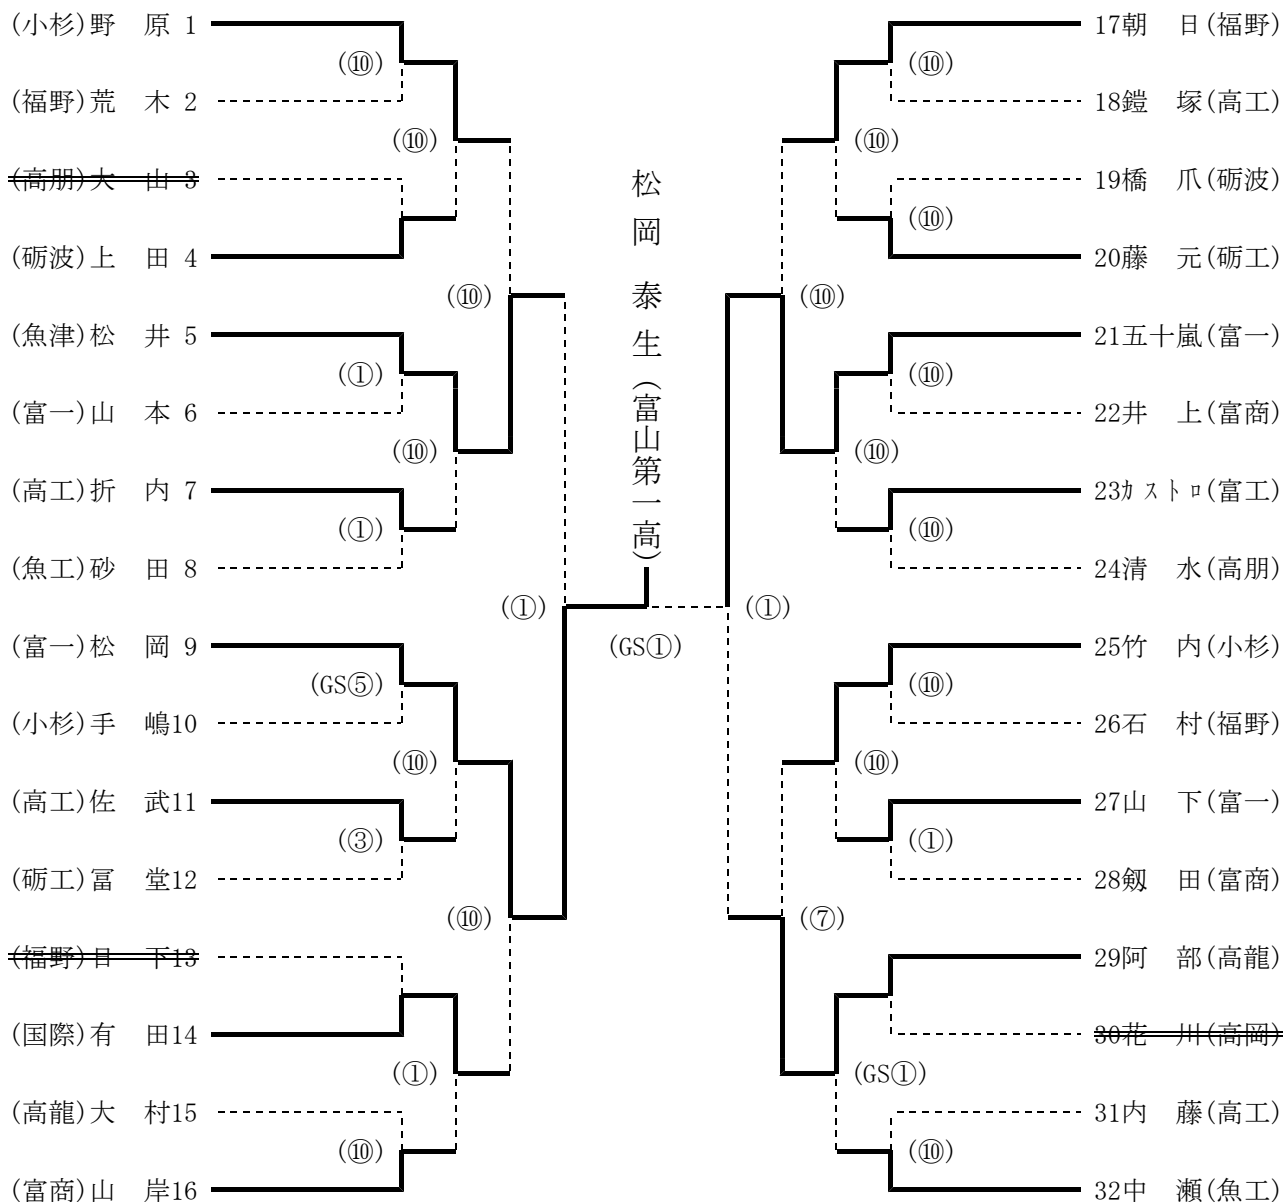 (小杉)野　原 1
(⑩)
(福野)荒　木 2
(⑩)
(高朋)大　山 3
(砺波)上　田 4
(⑩)
(魚津)松　井 5
(①)
(富一)山　本 6
(⑩)
(高工)折　内 7
(①)
(魚工)砂　田 8
(①)
(富一)松　岡 9
(GS⑤)
(小杉)手　嶋10
(⑩)
(高工)佐　武11
(③)
(砺工)冨　堂12
(⑩)
(福野)日　下13
(国際)有　田14
(①)
(高龍)大　村15
(⑩)
(富商)山　岸16
松岡泰生(富山第一高)
(GS①)
17朝　日(福野)
(⑩)
18鎧　塚(高工)
(⑩)
19橋　爪(砺波)
(⑩)
20藤　元(砺工)
(⑩)
21五十嵐(富一)
(⑩)
22井　上(富商)
(⑩)
23ｶｽﾄﾛ(富工)
(⑩)
24清　水(高朋)
(①)
25竹　内(小杉)
(⑩)
26石　村(福野)
(⑩)
27山　下(富一)
(①)
28剱　田(富商)
(⑦)
29阿　部(高龍)
30花　川(高岡)
(GS①)
31内　藤(高工)
(⑩)
32中　瀬(魚工)